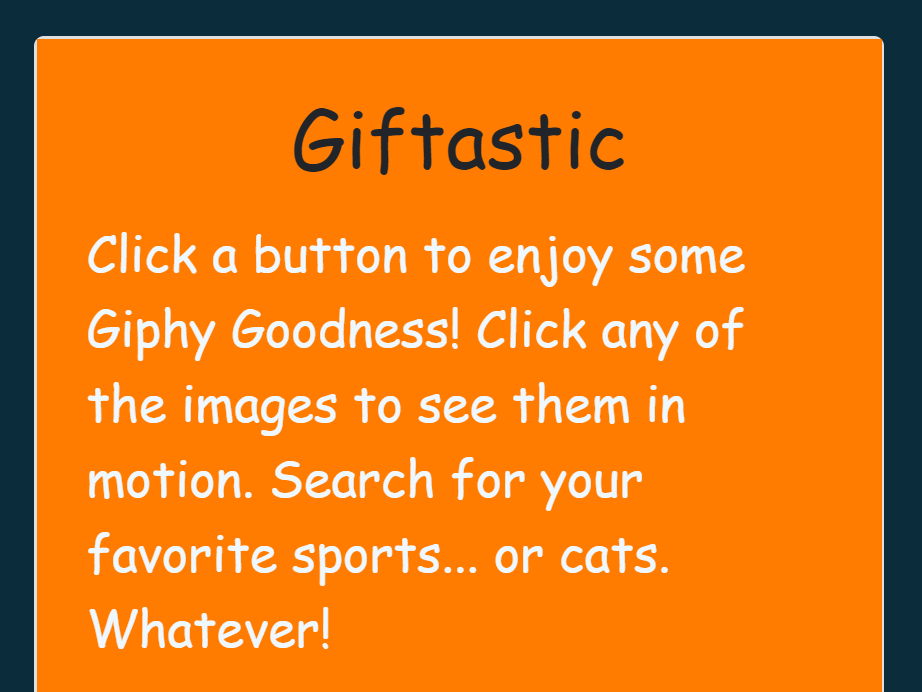 Giftastic
Click a button to enjoy some
Giphy Goodness! Click any of
the images to see them in
motion. Search for your
favorite sports... or cats.
Whatever!